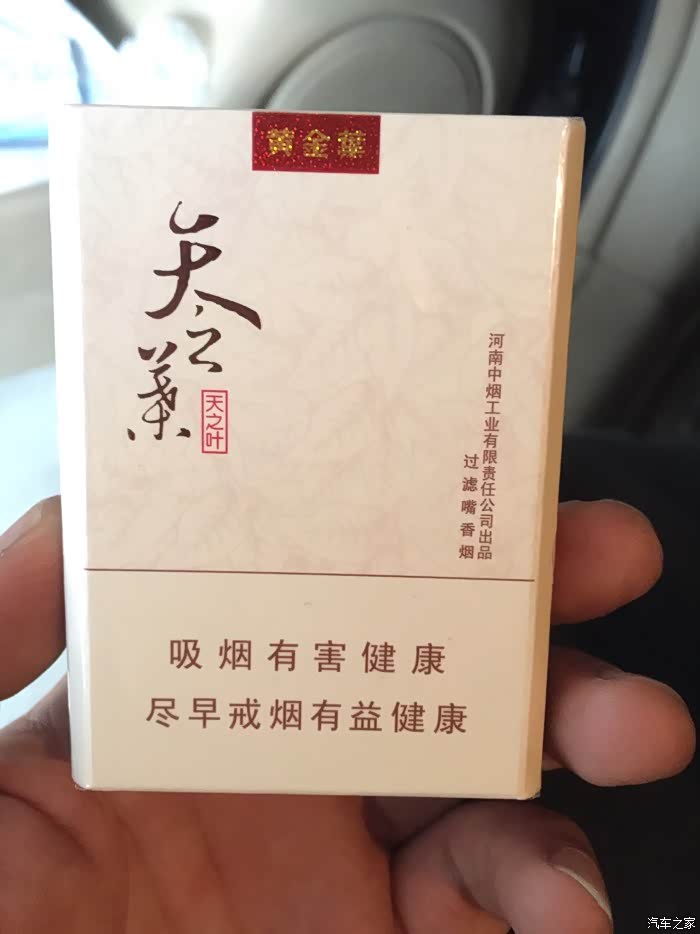 黄金葉
天之葉
天之叶
河南中烟工业有限责任公司出品
过滤嘴香烟
吸烟有害健康
尽早戒烟有益健康
汽车之家